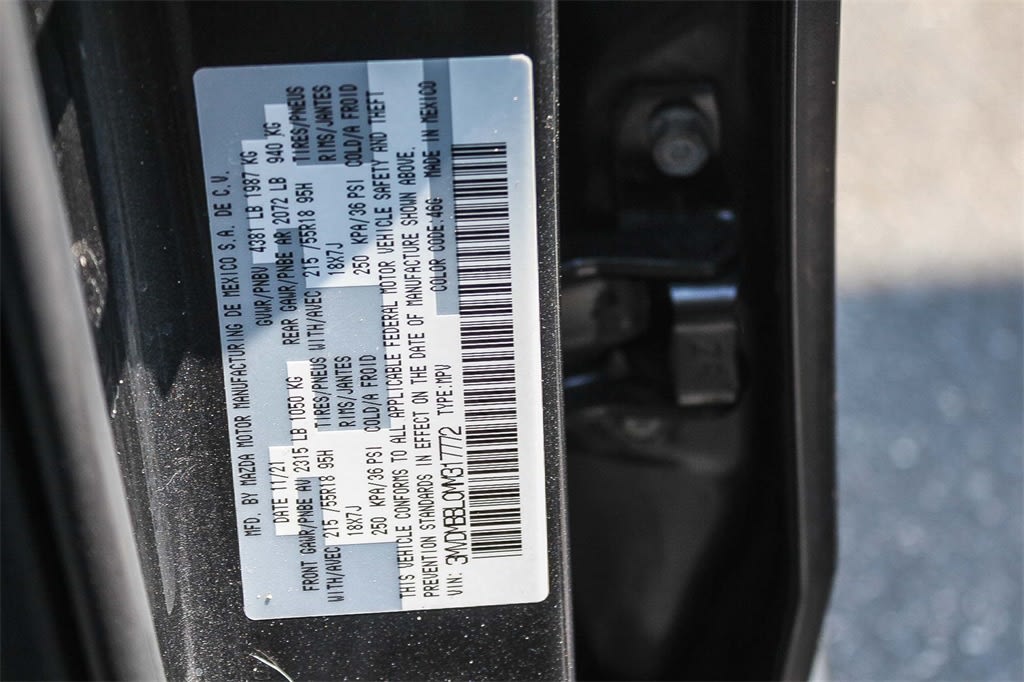 MFD. BY MAZDA MOTOR MANUFACTURING DE MEXICO S.A. DE C.V.
DATE 11/21 GVWR/PNBV 4381 LB 1987 KG
FRONT GAWR/PNBE AV 2315 LB 1050 KG REAR GAWR/PNBE AR 2072 LB 940 KG
WITH/AVEC 215 /55R18 95H TIRES/PNEUS WITH/AVEC 215 /55R18 95H TIRES/PNEUS
18X7J RIMS/JANTES 18X7J RIMS/JANTES
250 KPA/36 PSI COLD/A FROID 250 KPA/36 PSI COLD/A FROID
THIS VEHICLE CONFORMS TO ALL APPLICABLE FEDERAL MOTOR VEHICLE SAFETY AND THEFT
PREVENTION STANDARDS IN EFFECT ON THE DATE OF MANUFACTURE SHOWN ABOVE.
VIN: 3MVDMBBL0NM317772 TYPE:MPV COLOR CODE:46G MADE IN MEXICO